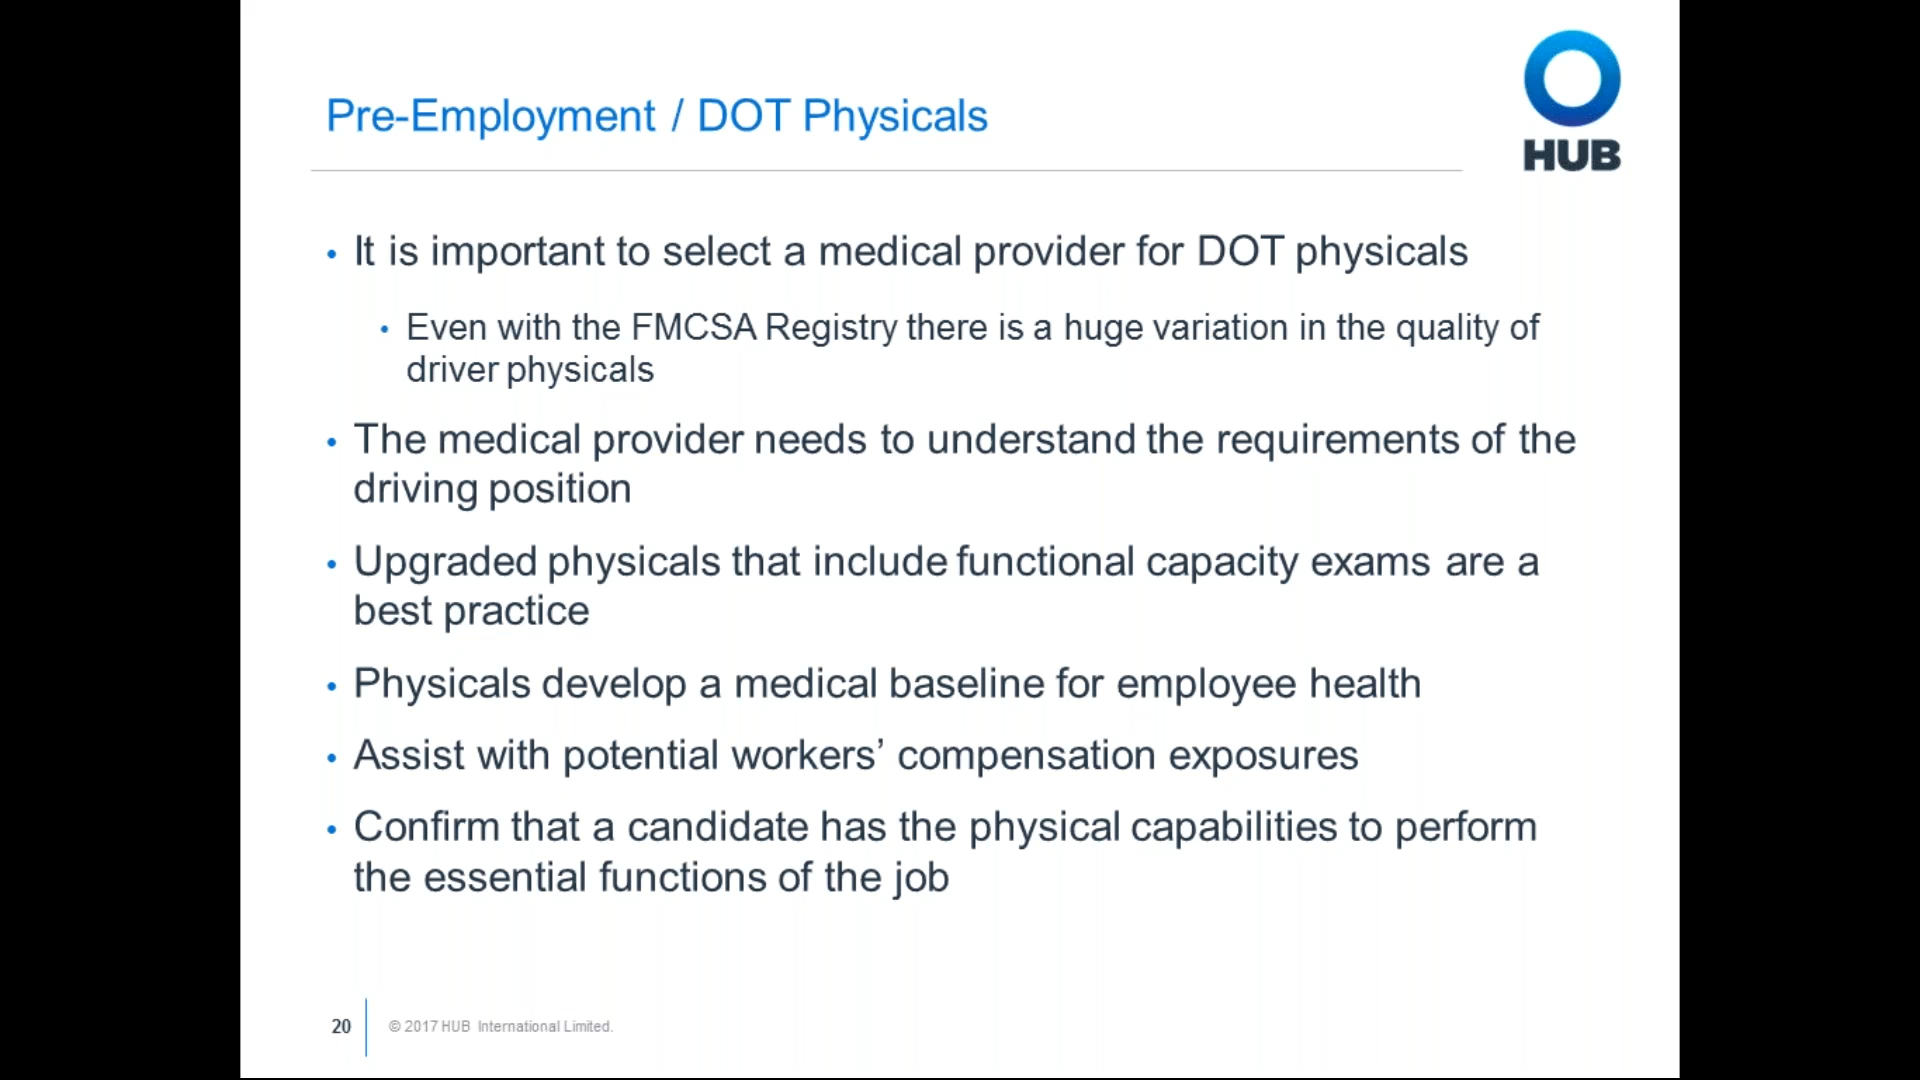 Pre-Employment / DOT Physicals
HUB
• It is important to select a medical provider for DOT physicals
• Even with the FMCSA Registry there is a huge variation in the quality of
driver physicals
• The medical provider needs to understand the requirements of the
driving position
• Upgraded physicals that include functional capacity exams are a
best practice
• Physicals develop a medical baseline for employee health
• Assist with potential workers’ compensation exposures
• Confirm that a candidate has the physical capabilities to perform
the essential functions of the job
20
© 2017 HUB International Limited.